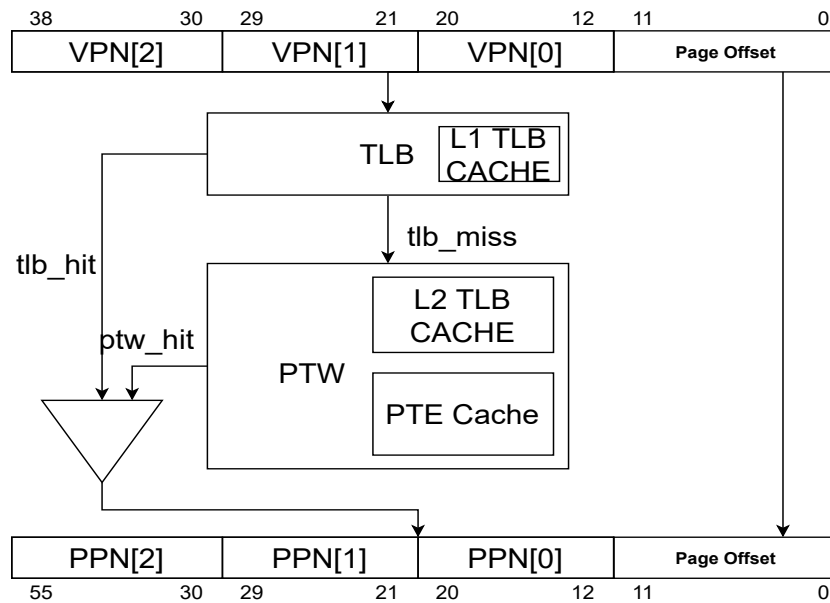 38 30 29 21 20 12 11 0
VPN[2] VPN[1] VPN[0] Page Offset
TLB
L1 TLB
CACHE
tlb_miss
tlb_hit
L2 TLB
CACHE
ptw_hit
PTW
PTE Cache
PPN[2] PPN[1] PPN[0] Page Offset
55 30 29 21 20 12 11 0